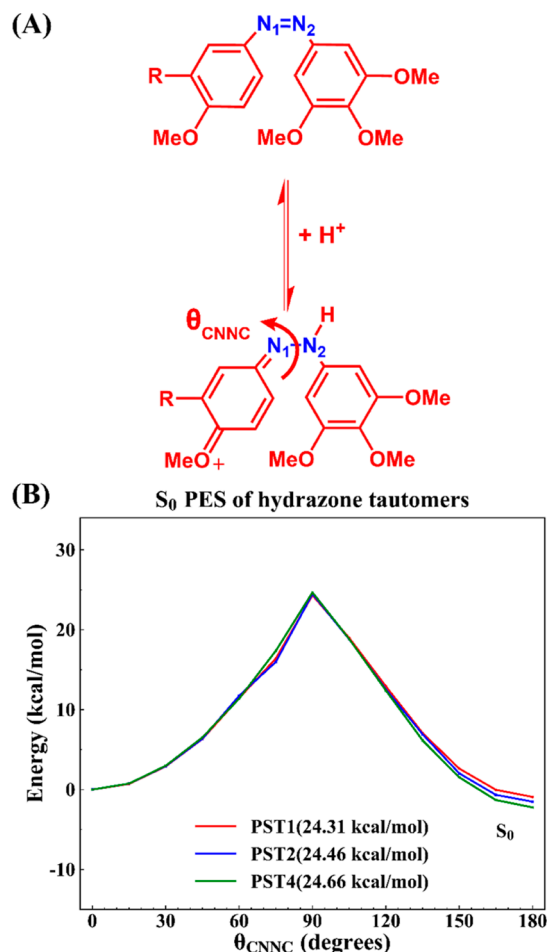 (A)
N1=N2
R
MeO
MeO
OMe
OMe
+ H+
θCNNC
H
N1-N2
R
OMe
MeO+
MeO
OMe
(B)
S0 PES of hydrazone tautomers
Energy (kcal/mol)
30
20
10
0
-10
PST1(24.31 kcal/mol)
PST2(24.46 kcal/mol)
PST4(24.66 kcal/mol)
S0
0 30 60 90 120 150 180
θCNNC (degrees)